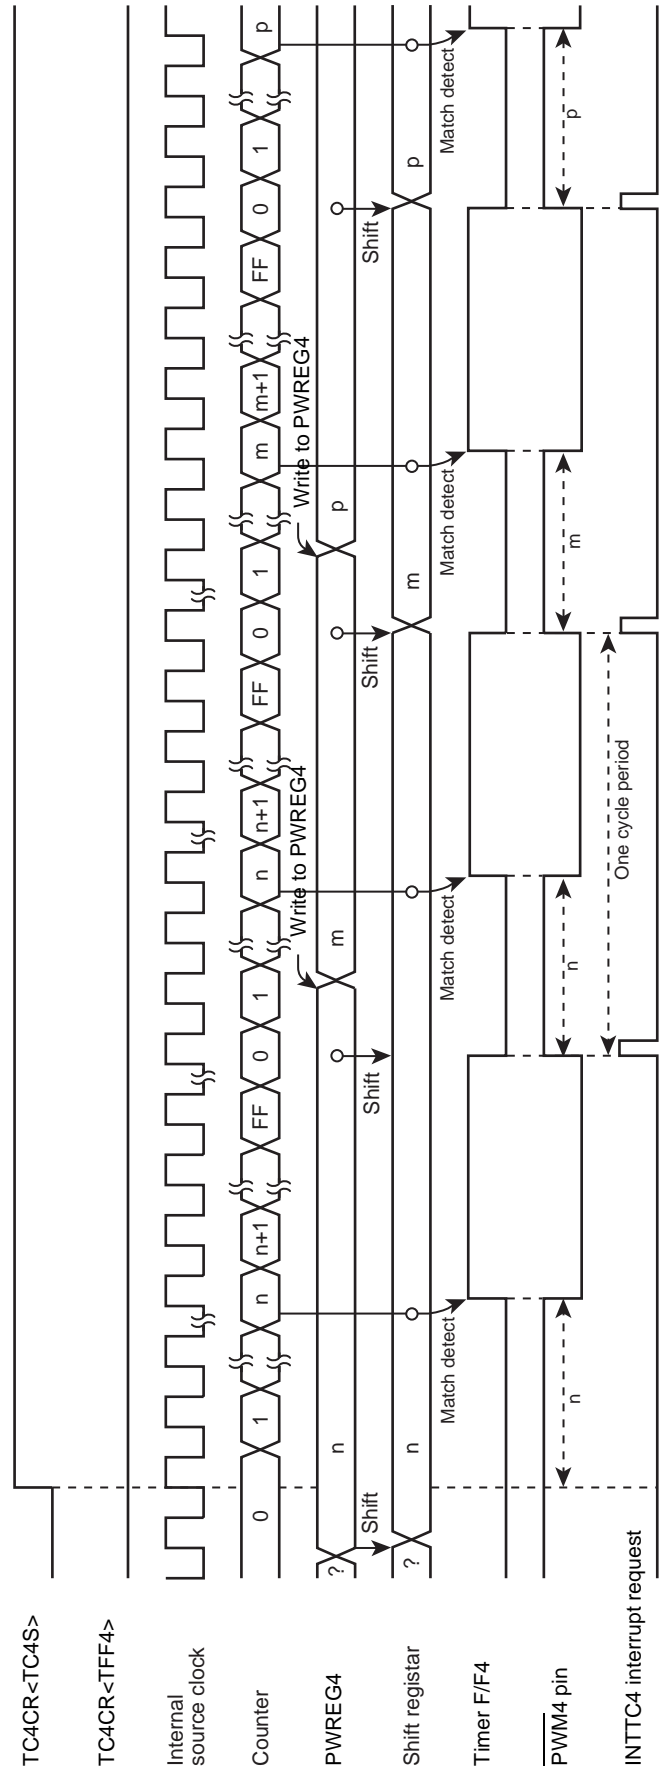 TC4CR<TC4S>
TC4CR<TFF4>
Internal
source clock
Counter
0
1
n
n+1
FF
0
1
n
n+1
FF
0
1
m
m+1
FF
0
1
p
Write to PWREG4
Write to PWREG4
PWREG4
?
n
m
p
Shift
Shift
Shift
Shift
Shift registar
?
n
m
p
Match detect
Match detect
Match detect
Match detect
Timer F/F4
PWM4 pin
n
n
m
p
One cycle period
INTTC4 interrupt request